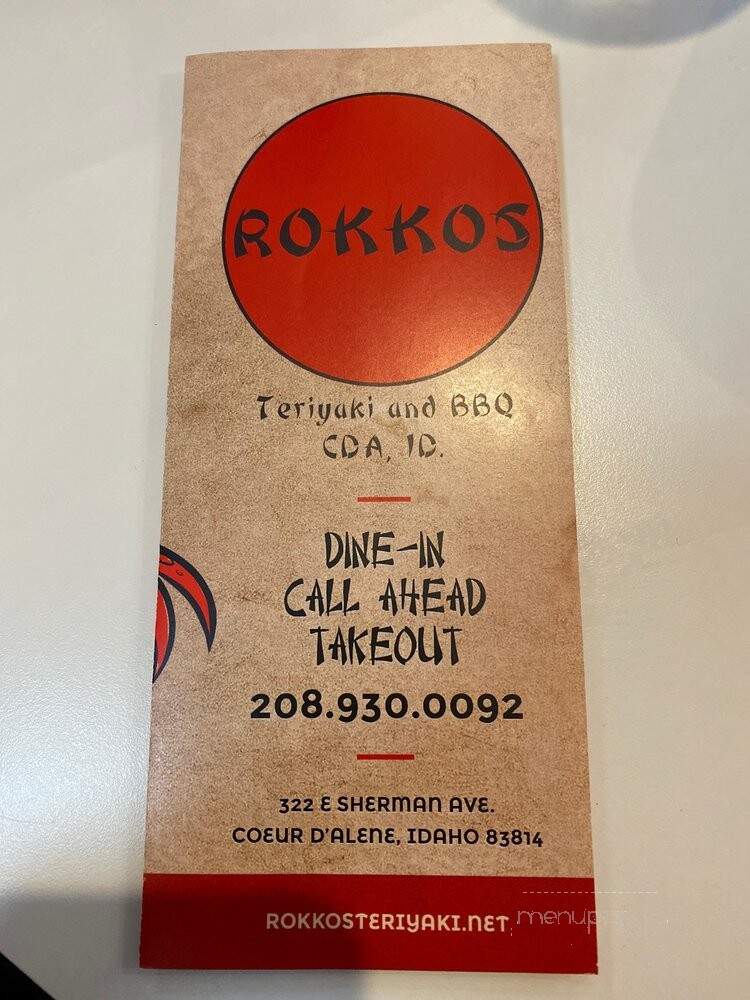 ROKKOS
Teriyaki and BBQ
CDA, ID.
DINE-IN
CALL AHEAD
TAKEOUT
208.930.0092
322 E SHERMAN AVE.
COEUR D'ALENE, IDAHO 83814
ROKKOSTERIYAKI.NET